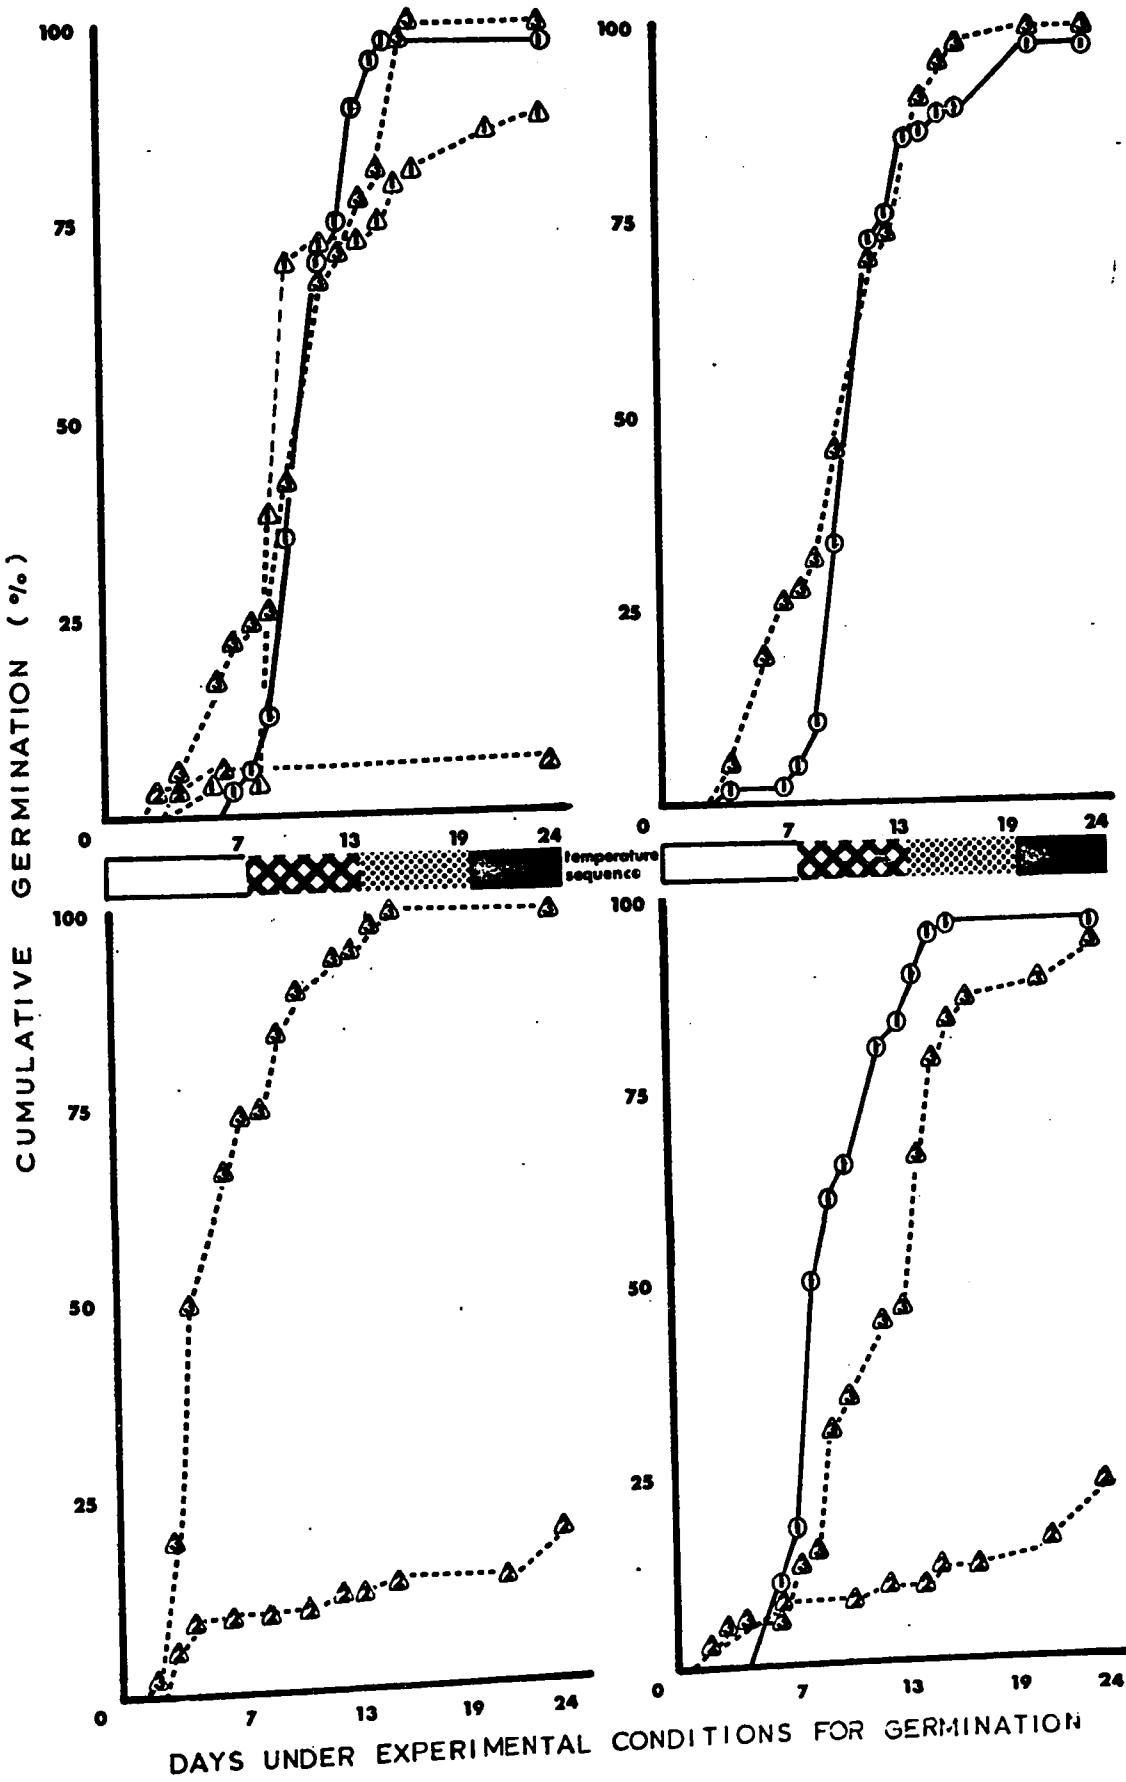 100
75
50
25
0 7 13 19 24
100
75
50
25
0 7 13 19 24
temperature
sequence
100
75
50
25
0 7 13 19 24
100
75
50
25
0 7 13 19 24
CUMULATIVE GERMINATION (%)
DAYS UNDER EXPERIMENTAL CONDITIONS FOR GERMINATION